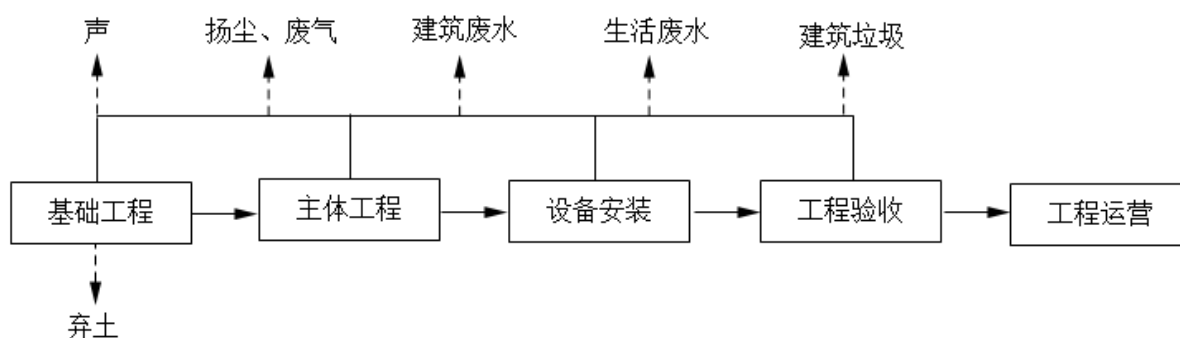 声
扬尘、废气
建筑废水
生活废水
建筑垃圾
基础工程
主体工程
设备安装
工程验收
工程运营
弃土